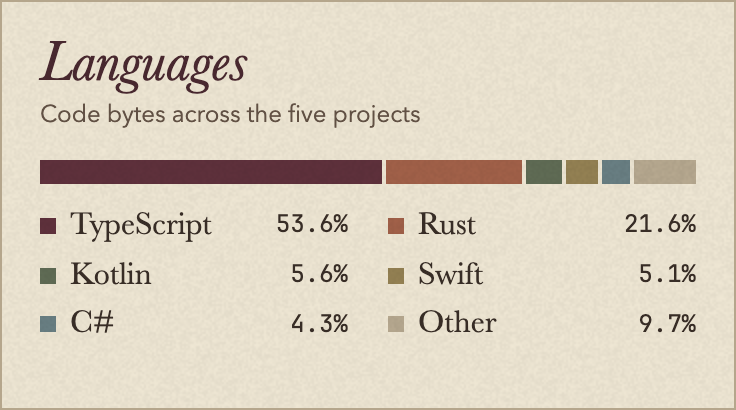 Languages
Code bytes across the five projects
TypeScript 53.6% Rust 21.6%
Kotlin 5.6% Swift 5.1%
C# 4.3% Other 9.7%